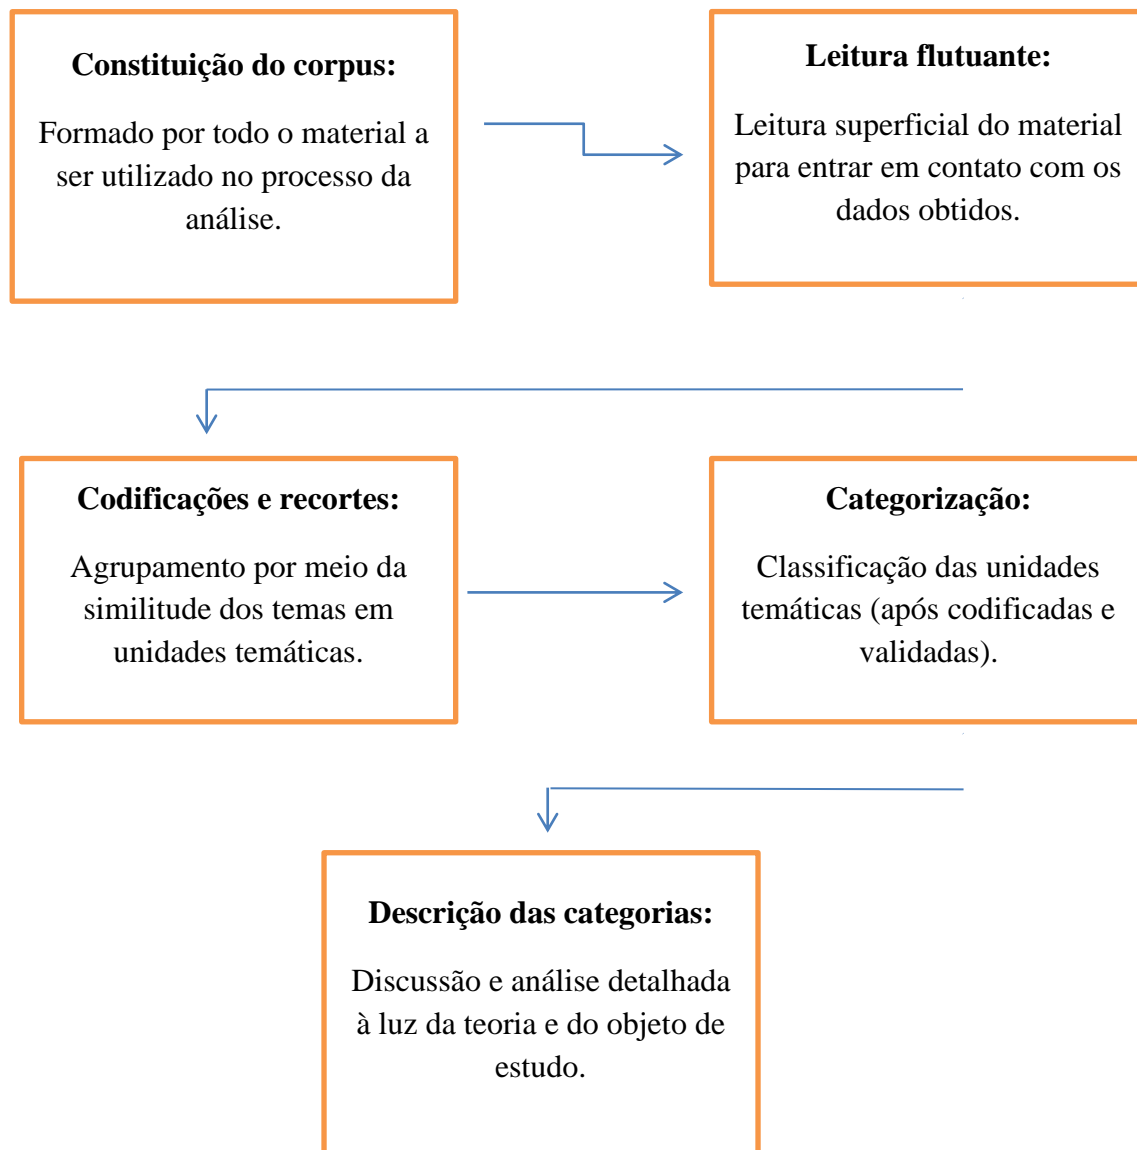 Constituição do corpus:
Formado por todo o material a
ser utilizado no processo da
análise.
Leitura flutuante:
Leitura superficial do material
para entrar em contato com os
dados obtidos.
Codificações e recortes:
Agrupamento por meio da
similitude dos temas em
unidades temáticas.
Categorização:
Classificação das unidades
temáticas (após codificadas e
validadas).
Descrição das categorias:
Discussão e análise detalhada
à luz da teoria e do objeto de
estudo.